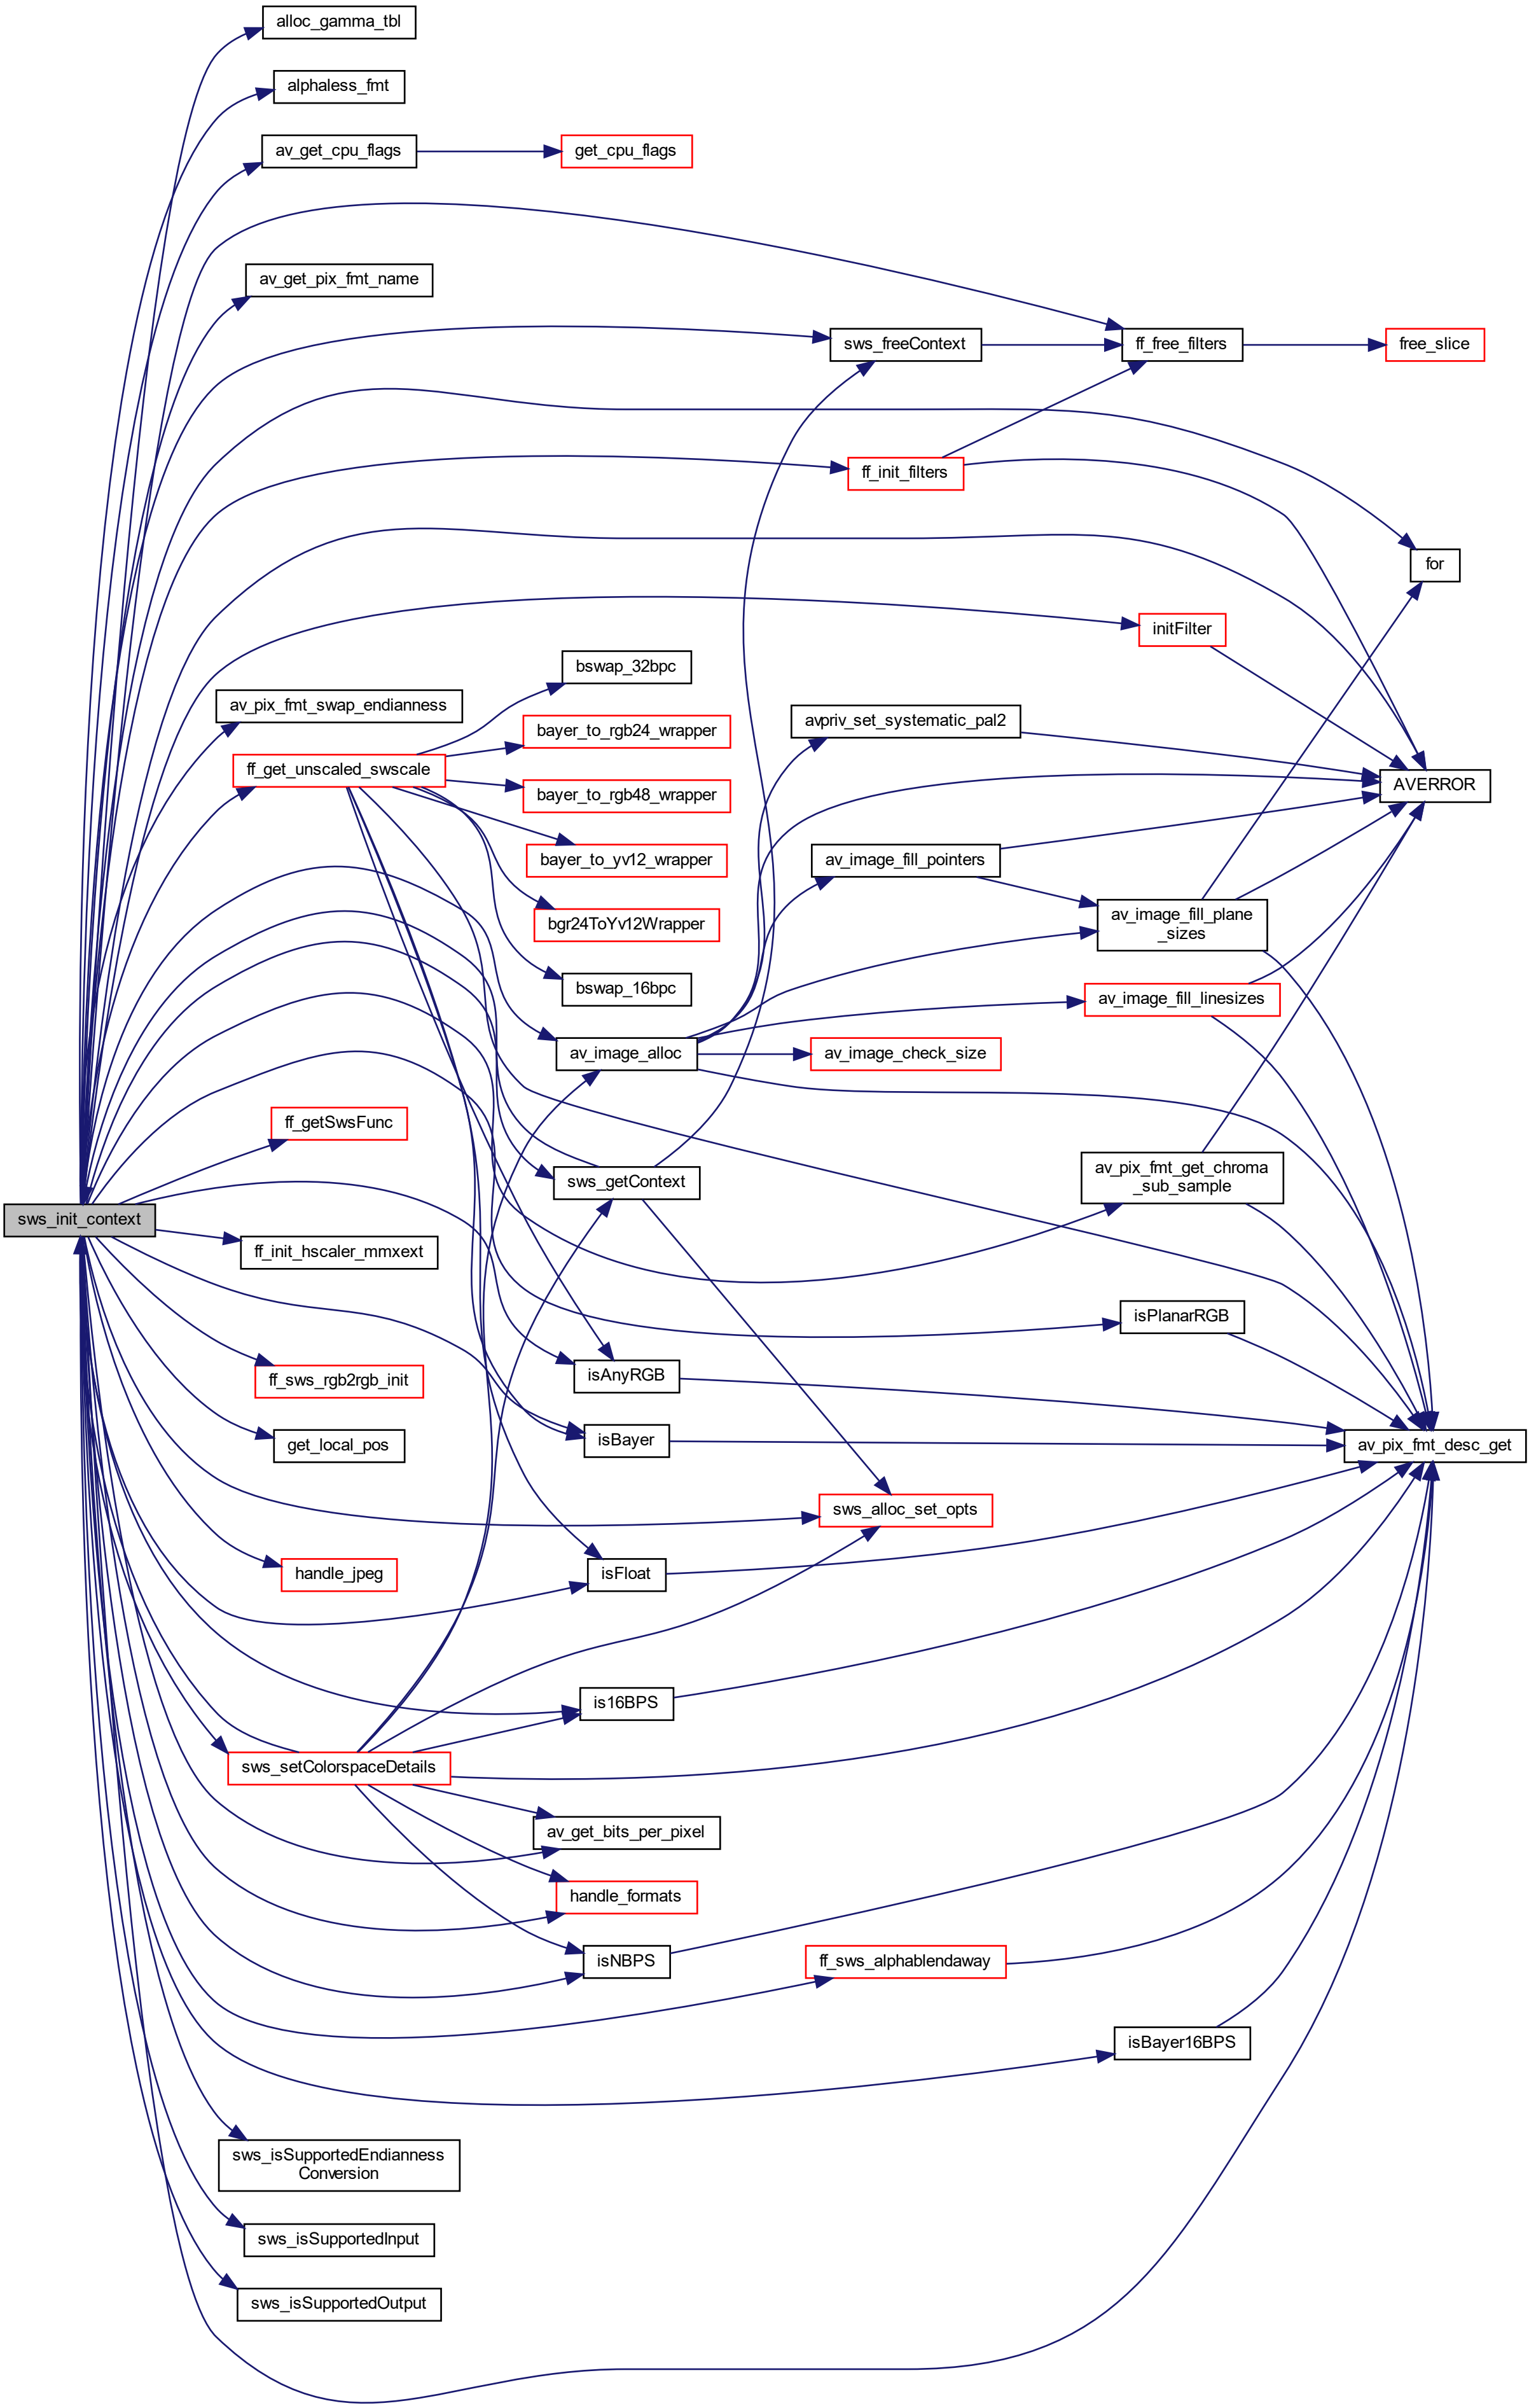 alloc_gamma_tbl
alphaless_fmt
av_get_cpu_flags
get_cpu_flags
av_get_pix_fmt_name
sws_freeContext
ff_free_filters
free_slice
ff_init_filters
for
initFilter
bswap_32bpc
av_pix_fmt_swap_endianness
avpriv_set_systematic_pal2
bayer_to_rgb24_wrapper
ff_get_unscaled_swscale
AVERROR
bayer_to_rgb48_wrapper
bayer_to_yv12_wrapper
av_image_fill_pointers
av_image_fill_plane
_sizes
bgr24ToYv12Wrapper
bswap_16bpc
av_image_fill_linesizes
av_image_alloc
av_image_check_size
ff_getSwsFunc
av_pix_fmt_get_chroma
_sub_sample
sws_getContext
sws_init_context
ff_init_hscaler_mmxext
isPlanarRGB
ff_sws_rgb2rgb_init
isAnyRGB
get_local_pos
isBayer
av_pix_fmt_desc_get
sws_alloc_set_opts
handle_jpeg
isFloat
is16BPS
sws_setColorspaceDetails
av_get_bits_per_pixel
handle_formats
isNBPS
ff_sws_alphablendaway
isBayer16BPS
sws_isSupportedEndianness
Conversion
sws_isSupportedInput
sws_isSupportedOutput